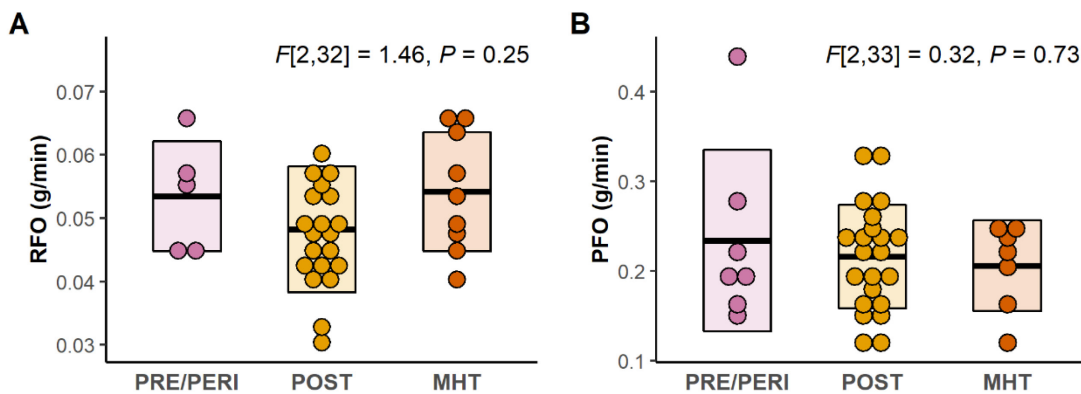 A
F[2,32] = 1.46, P = 0.25
RFO (g/min)
0.07
0.06
0.05
0.04
0.03
PRE/PERI POST MHT
B
F[2,33] = 0.32, P = 0.73
PFO (g/min)
0.4
0.3
0.2
0.1
PRE/PERI POST MHT